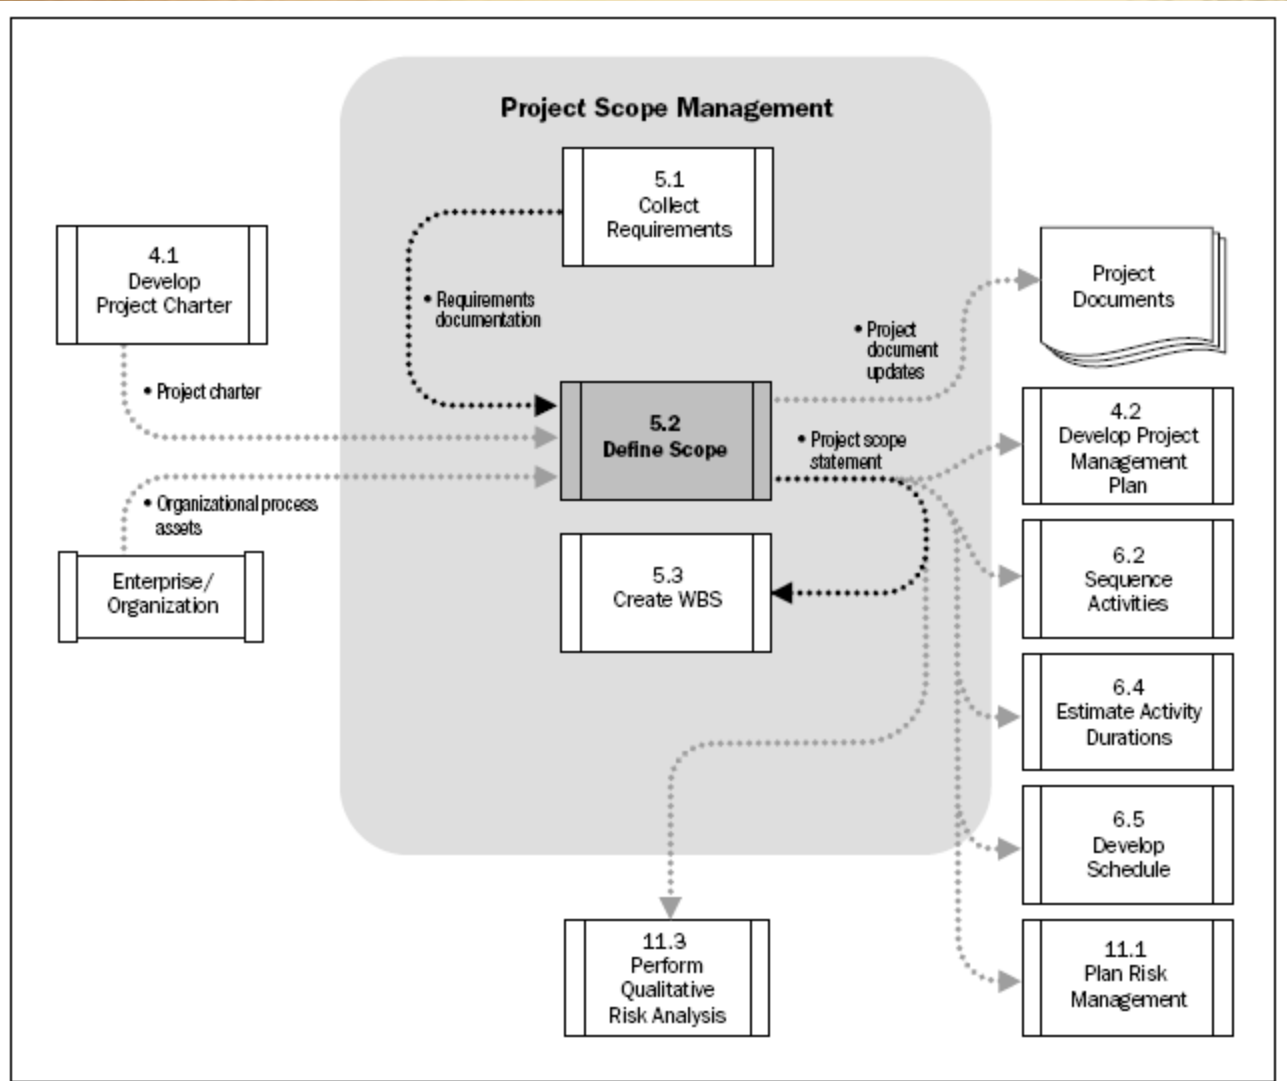 Project Scope Management
5.1
Collect
Requirements
4.1
Develop
Project Charter
• Requirements
documentation
• Project charter
5.2
Define Scope
• Organizational process
assets
Enterprise/
Organization
5.3
Create WBS
• Project
document
updates
• Project scope
statement
Project
Documents
4.2
Develop Project
Management
Plan
6.2
Sequence
Activities
6.4
Estimate Activity
Durations
6.5
Develop
Schedule
11.3
Perform
Qualitative
Risk Analysis
11.1
Plan Risk
Management